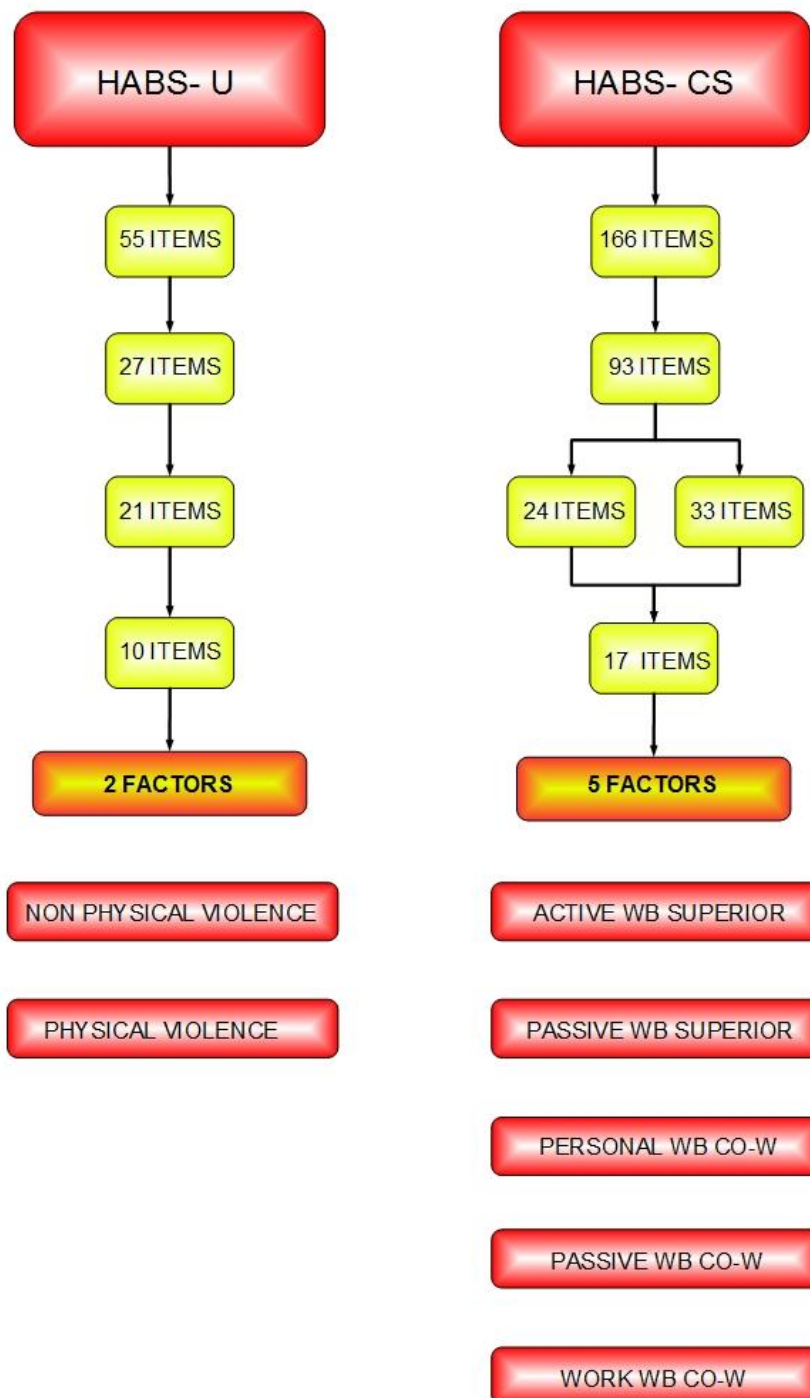 HABS- U
55 ITEMS
27 ITEMS
21 ITEMS
10 ITEMS
2 FACTORS
NON PHYSICAL VIOLENCE
PHYSICAL VIOLENCE
HABS- CS
166 ITEMS
93 ITEMS
24 ITEMS
33 ITEMS
17 ITEMS
5 FACTORS
ACTIVE WB SUPERIOR
PASSIVE WB SUPERIOR
PERSONAL WB CO-W
PASSIVE WB CO-W
WORK WB CO-W